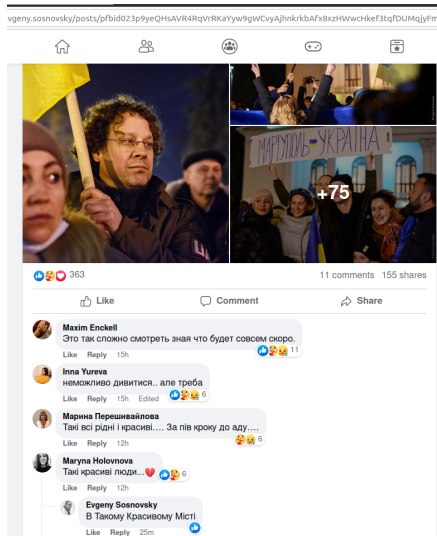 vgeny.sosnovsky/posts/pfbid023p9yeQHsAVR4RqVrRKaYyw9gWCvyAjhnkrkbAfx8xzHWwcHkef3tqfDUMqjyFm
МАРІУПОЛЬ-УКРАЇНА
+75
363
11 comments 155 shares
Like Comment Share
Maxim Enckell
Это так сложно смотреть зная что будет совсем скоро.
Like Reply 15h 11
Inna Yureva
неможливо дивитися.. але треба
Like Reply 15h Edited 6
Марина Перешивайлова
Такі всі рідні і красиві.... За пів кроку до аду....
Like Reply 12h 6
Maryna Holovnova
Такі красиві люди...💔 6
Like Reply 12h
Evgeny Sosnovsky
В Такому Красивому Місті
Like Reply 25m